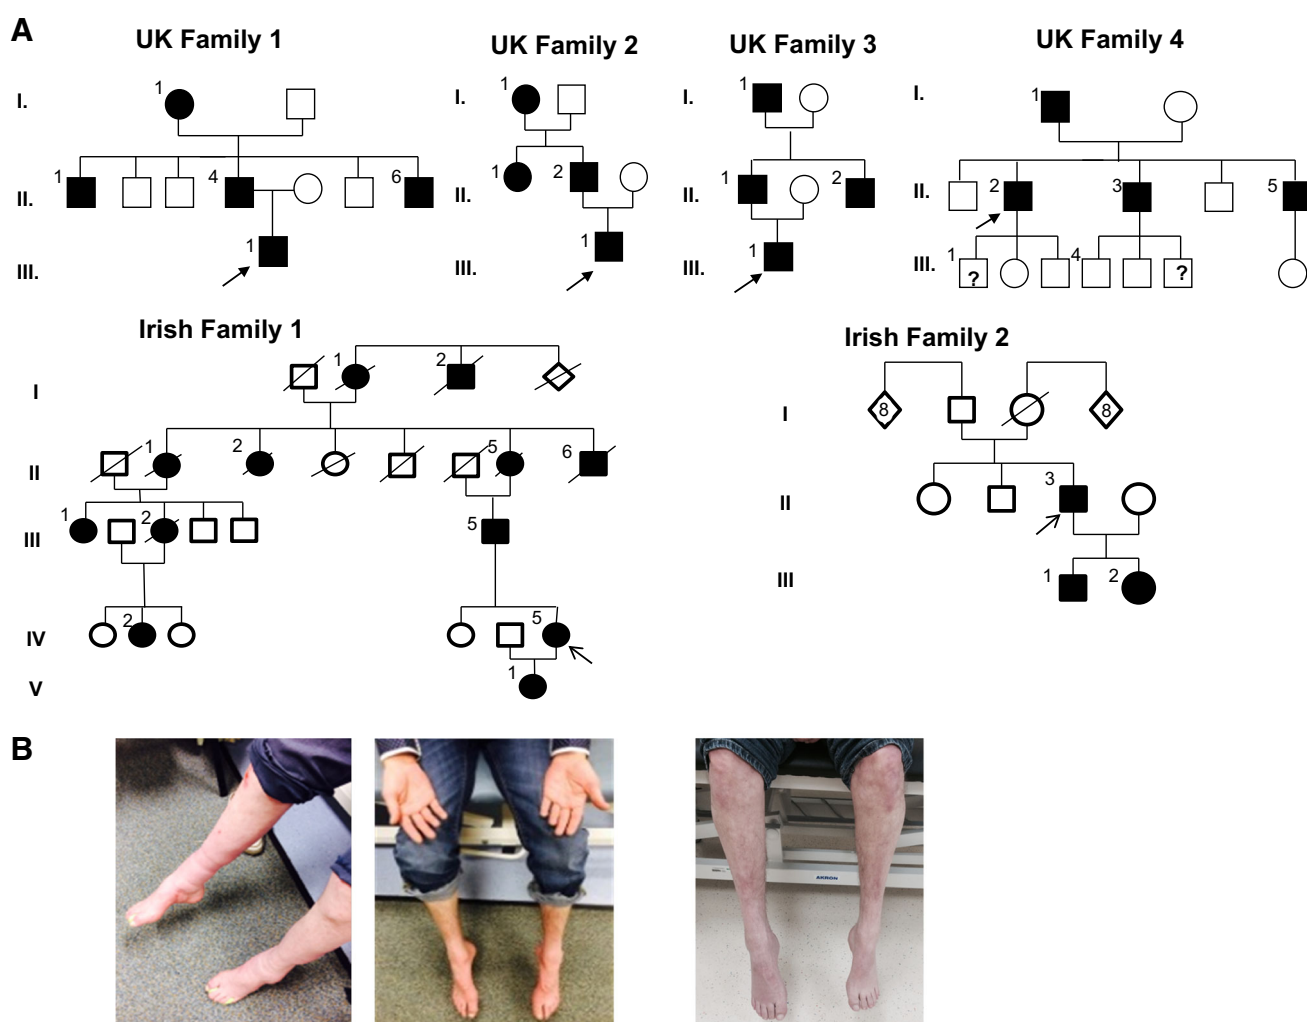 A
UK Family 1
UK Family 2
UK Family 3
UK Family 4
I.
1
II.
1
4
6
III.
1
I.
1
II.
1
2
III.
1
I.
1
II.
1
2
III.
1
I.
1
II.
2
3
5
III.
1
?
4
?
Irish Family 1
I
1
2
II
1
2
5
6
III
1
2
5
IV
2
5
V
1
Irish Family 2
I
8
8
II
3
III
1
2
B
AKRON